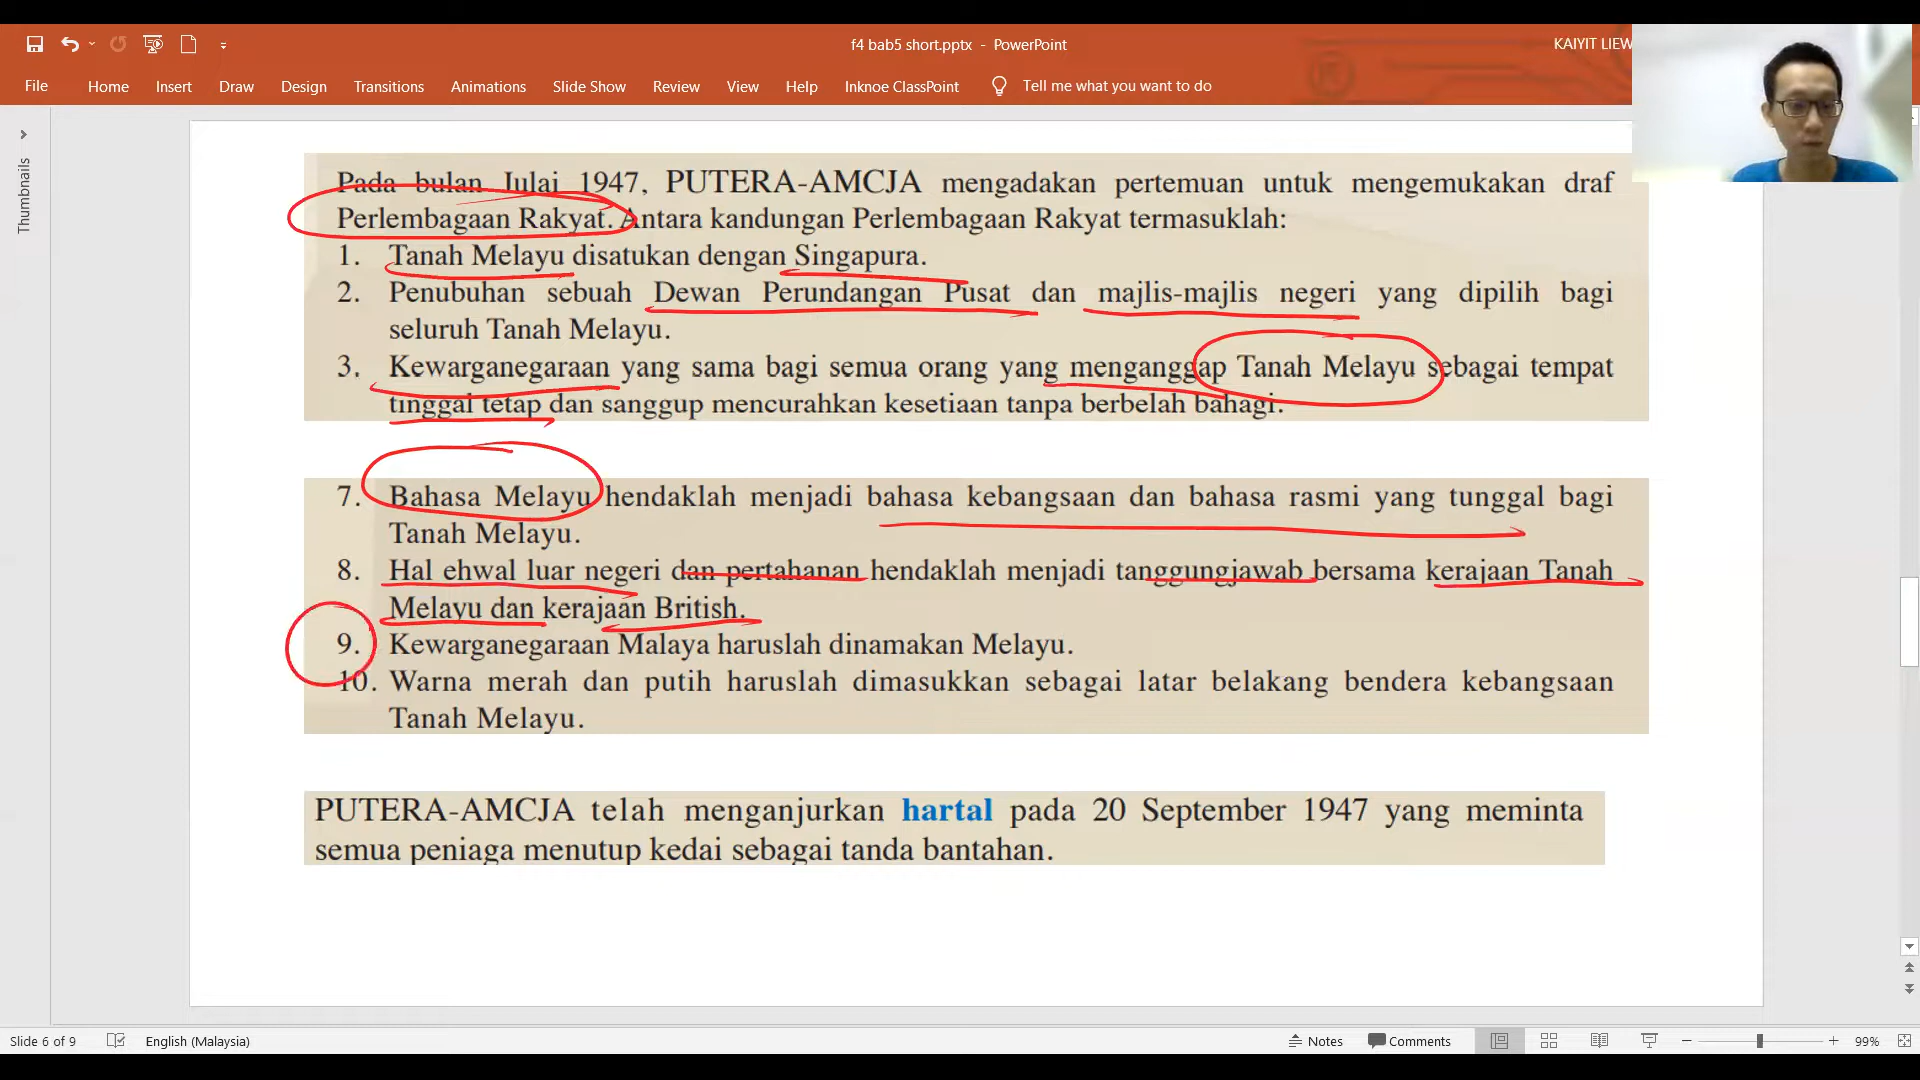 f4 bab5 short.pptx - PowerPoint
KAIYIT LIEW
File Home Insert Draw Design Transitions Animations Slide Show Review View Help Inknoe ClassPoint Tell me what you want to do
Thumbnails
Pada bulan Julai 1947, PUTERA-AMCJA mengadakan pertemuan untuk mengemukakan draf
Perlembagaan Rakyat. Antara kandungan Perlembagaan Rakyat termasuklah:
1. Tanah Melayu disatukan dengan Singapura.
2. Penubuhan sebuah Dewan Perundangan Pusat dan majlis-majlis negeri yang dipilih bagi
seluruh Tanah Melayu.
3. Kewarganegaraan yang sama bagi semua orang yang menganggap Tanah Melayu sebagai tempat
tinggal tetap dan sanggup mencurahkan kesetiaan tanpa berbelah bahagi.
7. Bahasa Melayu hendaklah menjadi bahasa kebangsaan dan bahasa rasmi yang tunggal bagi
Tanah Melayu.
8. Hal ehwal luar negeri dan pertahanan hendaklah menjadi tanggungjawab bersama kerajaan Tanah
Melayu dan kerajaan British.
9. Kewarganegaraan Malaya haruslah dinamakan Melayu.
10. Warna merah dan putih haruslah dimasukkan sebagai latar belakang bendera kebangsaan
Tanah Melayu.
PUTERA-AMCJA telah menganjurkan hartal pada 20 September 1947 yang meminta
semua peniaga menutup kedai sebagai tanda bantahan.
Slide 6 of 9 English (Malaysia) Notes Comments 99%